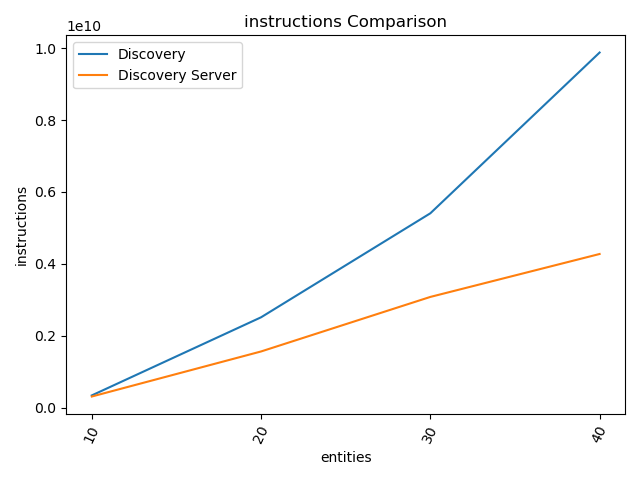 instructions Comparison
1e10
Discovery
Discovery Server
1.0
0.8
0.6
0.4
0.2
0.0
instructions
10
20
30
40
entities